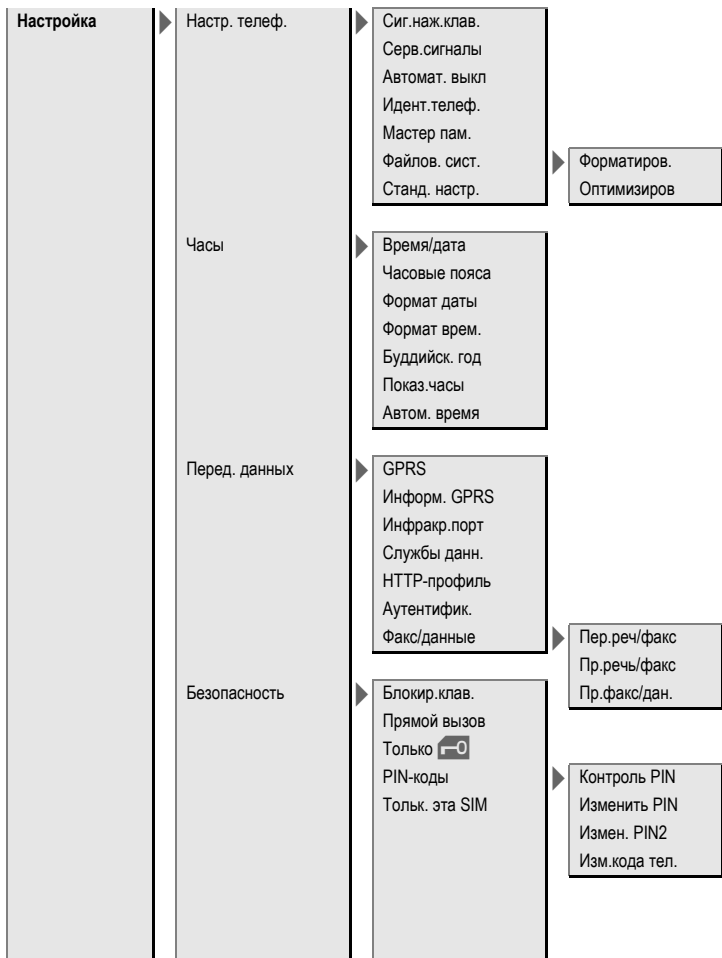 Настройка
Настр. телеф.
Сиг.наж.клав.
Серв.сигналы
Автомат. выкл
Идент.телеф.
Мастер пам.
Файлов. сист.
Форматиров.
Станд. настр.
Оптимизиров
Часы
Время/дата
Часовые пояса
Формат даты
Формат врем.
Буддийск. год
Показ.часы
Автом. время
Перед. данных
GPRS
Информ. GPRS
Инфракр.порт
Службы данн.
HTTP-профиль
Аутентифик.
Факс/данные
Пер.реч/факс
Пр.речь/факс
Пр.факс/дан.
Безопасность
Блокир.клав.
Прямой вызов
Только
PIN-коды
Контроль PIN
Тольк. эта SIM
Изменить PIN
Измен. PIN2
Изм.кода тел.